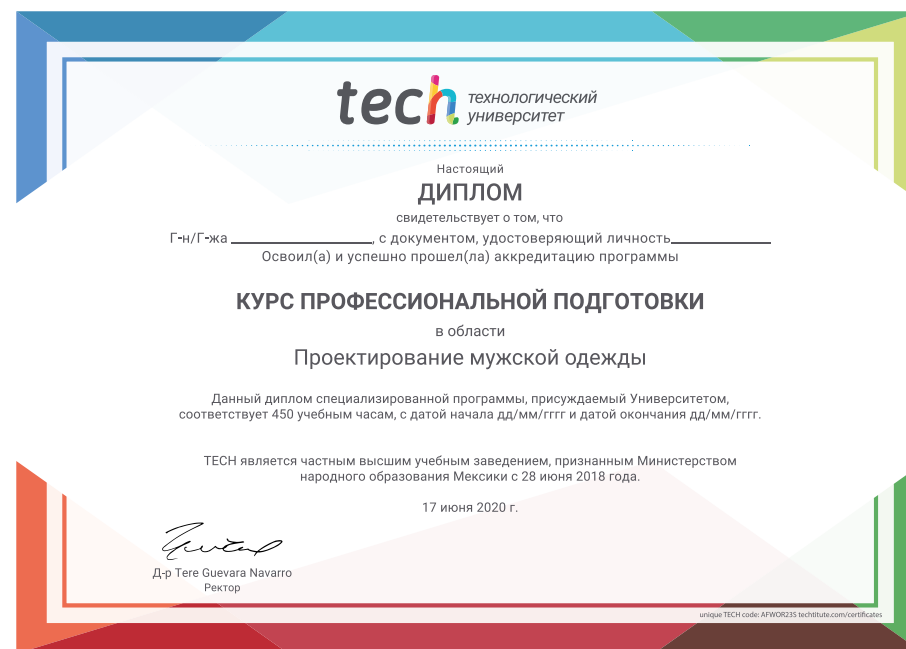 tech технологический
университет
Настоящий
ДИПЛОМ
свидетельствует о том, что
Г-н/Г-жа ____________, с документом, удостоверяющий личность____________
Освоил(а) и успешно прошел(ла) аккредитацию программы
КУРС ПРОФЕССИОНАЛЬНОЙ ПОДГОТОВКИ
в области
Проектирование мужской одежды
Данный диплом специализированной программы, присуждаемый Университетом,
соответствует 450 учебным часам, с датой начала дд/мм/гггг и датой окончания дд/мм/гггг.
TECH является частным высшим учебным заведением, признанным Министерством
народного образования Мексики с 28 июня 2018 года.
17 июня 2020 г.
Д-р Tere Guevara Navarro
Ректор
unique TECH code: AFWOR235 techtitute.com/certificates